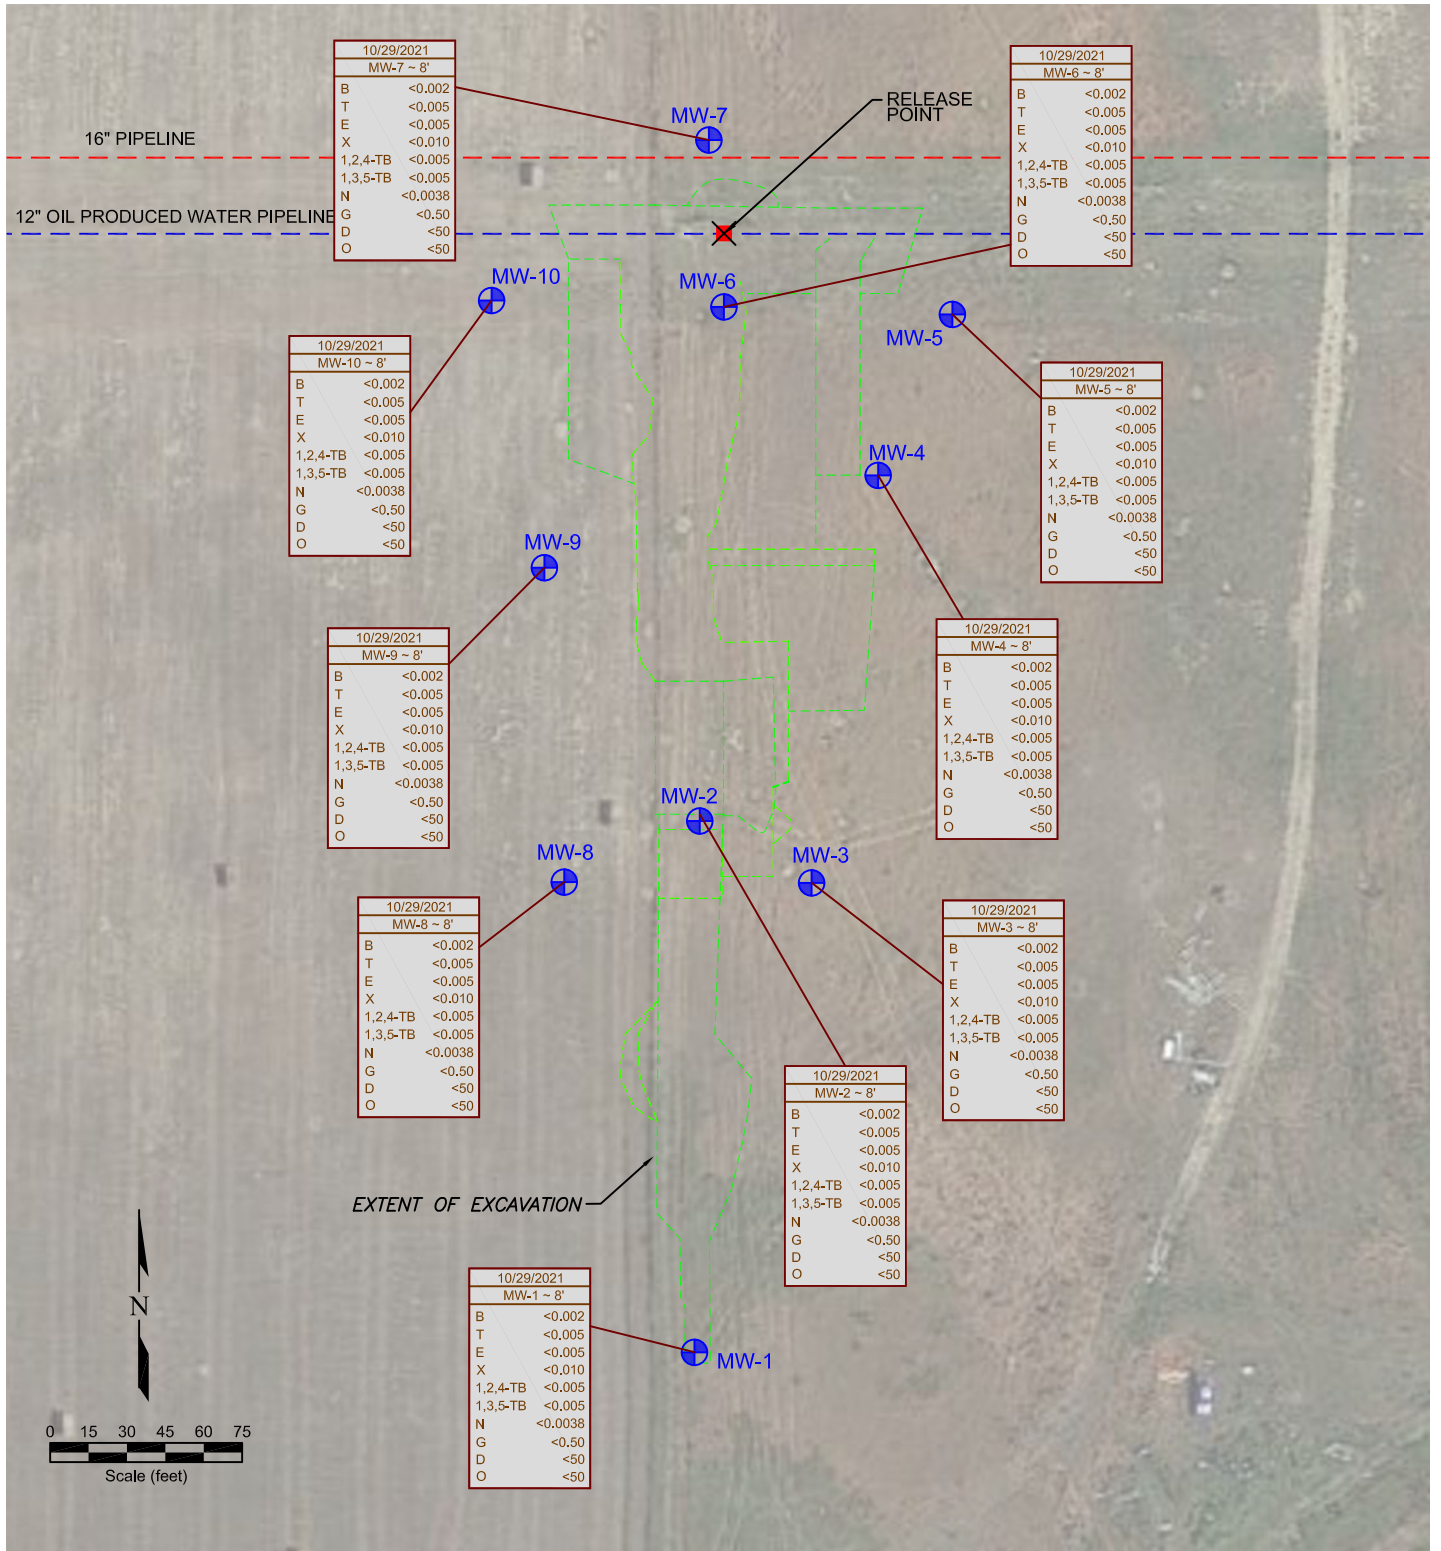 10/29/2021
MW-7 ~ 8'
B <0.002
T <0.005
E <0.005
X <0.010
1,2,4-TB <0.005
1,3,5-TB <0.005
N <0.0038
G <0.50
D <50
O <50
10/29/2021
MW-6 ~ 8'
B <0.002
T <0.005
E <0.005
X <0.010
1,2,4-TB <0.005
1,3,5-TB <0.005
N <0.0038
G <0.50
D <50
O <50
RELEASE
POINT
MW-7
16" PIPELINE
12" OIL PRODUCED WATER PIPELINE
MW-10
MW-6
MW-5
10/29/2021
MW-10 ~ 8'
B <0.002
T <0.005
E <0.005
X <0.010
1,2,4-TB <0.005
1,3,5-TB <0.005
N <0.0038
G <0.50
D <50
O <50
10/29/2021
MW-5 ~ 8'
B <0.002
T <0.005
E <0.005
X <0.010
1,2,4-TB <0.005
1,3,5-TB <0.005
N <0.0038
G <0.50
D <50
O <50
MW-4
MW-9
10/29/2021
MW-9 ~ 8'
B <0.002
T <0.005
E <0.005
X <0.010
1,2,4-TB <0.005
1,3,5-TB <0.005
N <0.0038
G <0.50
D <50
O <50
10/29/2021
MW-4 ~ 8'
B <0.002
T <0.005
E <0.005
X <0.010
1,2,4-TB <0.005
1,3,5-TB <0.005
N <0.0038
G <0.50
D <50
O <50
MW-2
MW-8
MW-3
10/29/2021
MW-8 ~ 8'
B <0.002
T <0.005
E <0.005
X <0.010
1,2,4-TB <0.005
1,3,5-TB <0.005
N <0.0038
G <0.50
D <50
O <50
10/29/2021
MW-3 ~ 8'
B <0.002
T <0.005
E <0.005
X <0.010
1,2,4-TB <0.005
1,3,5-TB <0.005
N <0.0038
G <0.50
D <50
O <50
10/29/2021
MW-2 ~ 8'
B <0.002
T <0.005
E <0.005
X <0.010
1,2,4-TB <0.005
1,3,5-TB <0.005
N <0.0038
G <0.50
D <50
O <50
EXTENT OF EXCAVATION
10/29/2021
MW-1 ~ 8'
B <0.002
T <0.005
E <0.005
X <0.010
1,2,4-TB <0.005
1,3,5-TB <0.005
N <0.0038
G <0.50
D <50
O <50
MW-1
N
0 15 30 45 60 75
Scale (feet)